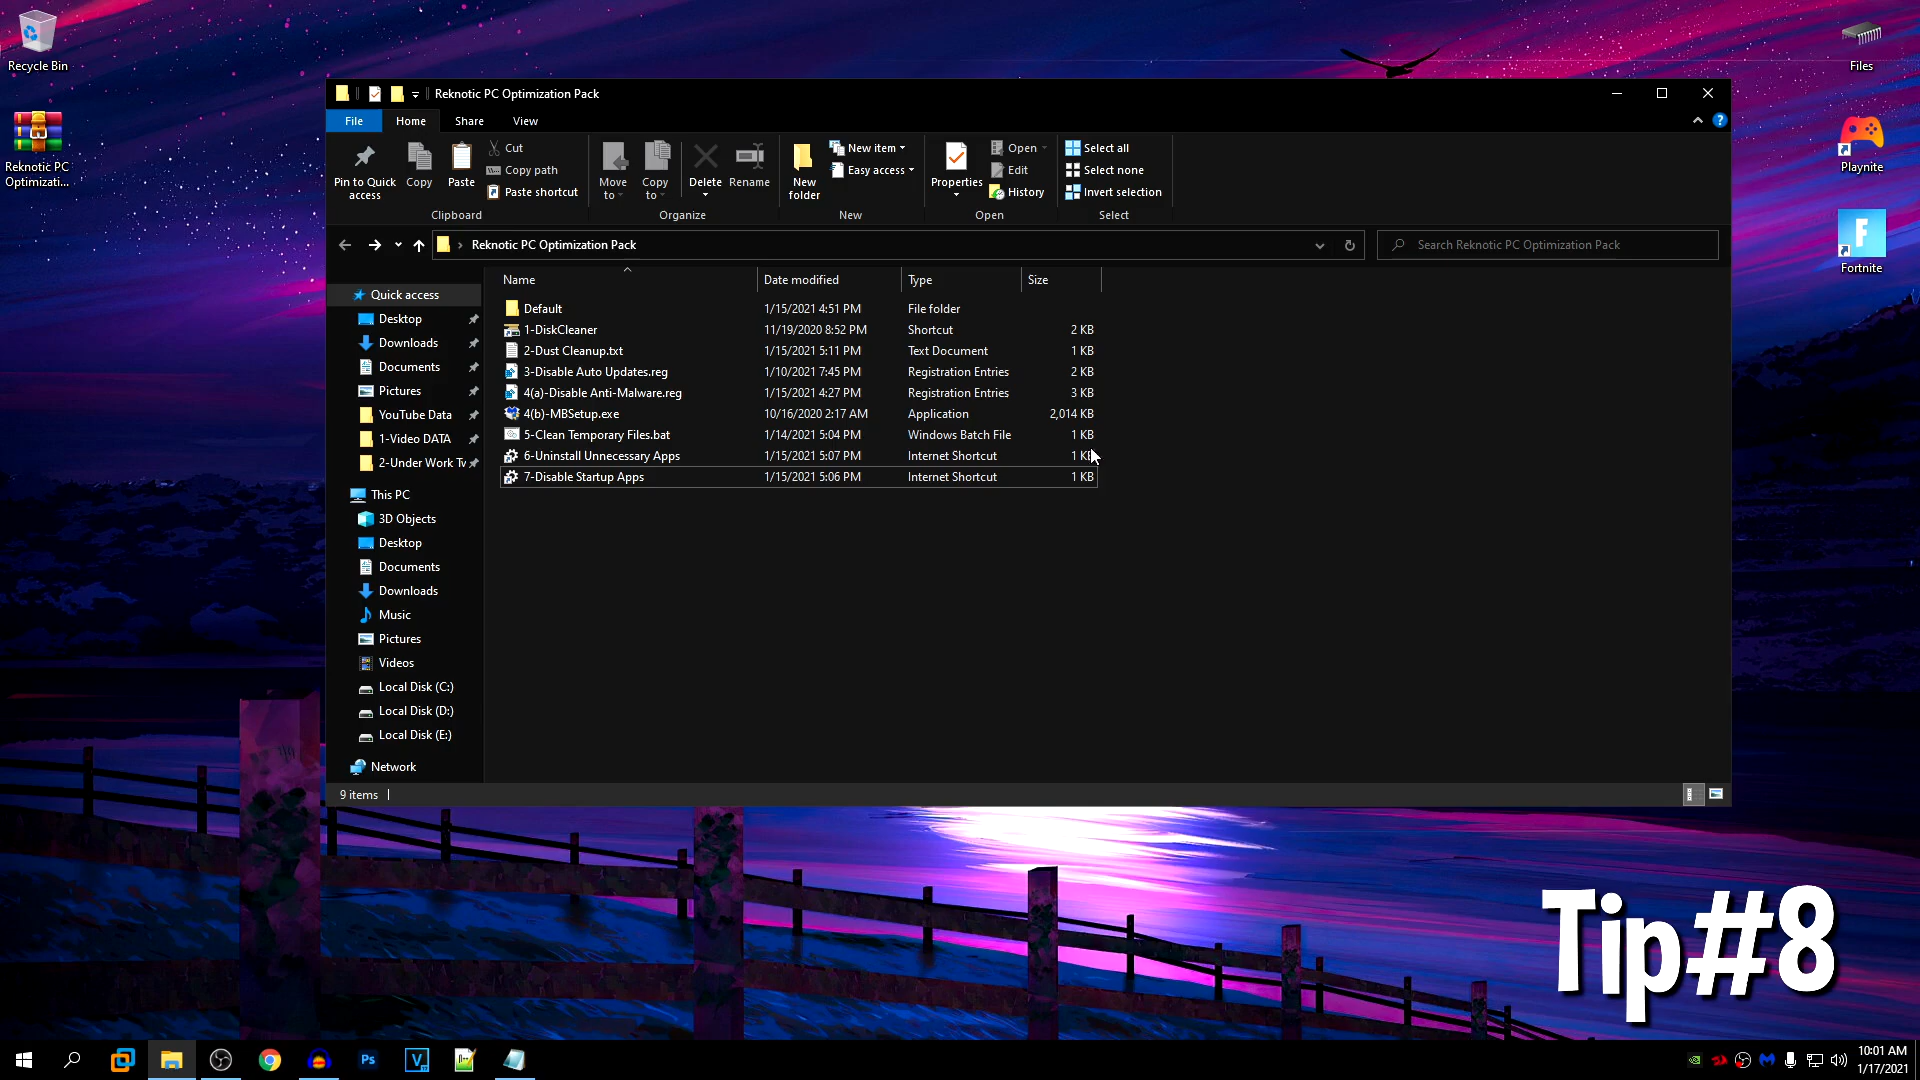 Recycle Bin
Reknotic PC
Optimizati...
Files
Playnite
Fortnite
Reknotic PC Optimization Pack
File Home Share View
Pin to Quick
access
Copy
Paste
Cut
Copy path
Paste shortcut
Clipboard
Move
to
Copy
to
Delete
Rename
Organize
New
folder
New item
Easy access
New
Properties
Open
Edit
History
Open
Select all
Select none
Invert selection
Select
Reknotic PC Optimization Pack
Search Reknotic PC Optimization Pack
Quick access
Desktop
Downloads
Documents
Pictures
YouTube Data
1-Video DATA
2-Under Work Tv
This PC
3D Objects
Desktop
Documents
Downloads
Music
Pictures
Videos
Local Disk (C:)
Local Disk (D:)
Local Disk (E:)
Network
Name Date modified Type Size
Default 1/15/2021 4:51 PM File folder
1-DiskCleaner 11/19/2020 8:52 PM Shortcut 2 KB
2-Dust Cleanup.txt 1/15/2021 5:11 PM Text Document 1 KB
3-Disable Auto Updates.reg 1/10/2021 7:45 PM Registration Entries 2 KB
4(a)-Disable Anti-Malware.reg 1/15/2021 4:27 PM Registration Entries 3 KB
4(b)-MBSetup.exe 10/16/2020 2:17 AM Application 2,014 KB
5-Clean Temporary Files.bat 1/14/2021 5:04 PM Windows Batch File 1 KB
6-Uninstall Unnecessary Apps 1/15/2021 5:07 PM Internet Shortcut 1 KB
7-Disable Startup Apps 1/15/2021 5:06 PM Internet Shortcut 1 KB
9 items
Tip#8
Ps
V
10:01 AM
1/17/2021